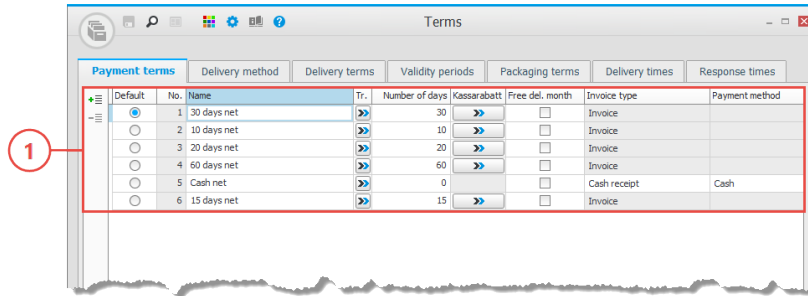 Terms
Payment terms Delivery method Delivery terms Validity periods Packaging terms Delivery times Response times
Default No. Name Tr. Number of days Kassarabatt Free del. month Invoice type Payment method
1 30 days net 30 Invoice
2 10 days net 10 Invoice
3 20 days net 20 Invoice
1
4 60 days net 60 Invoice
5 Cash net 0 Cash receipt Cash
6 15 days net 15 Invoice